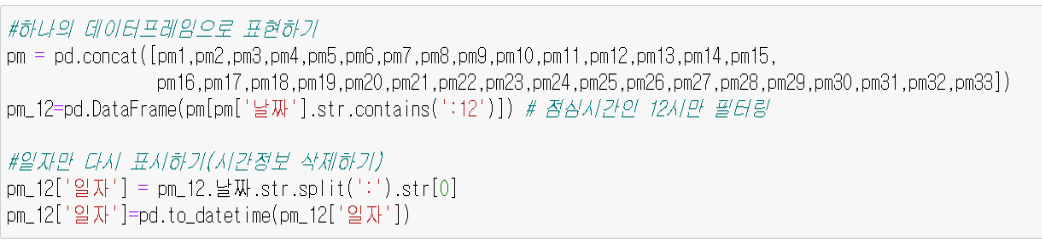 #하나의 데이터프레임으로 표현하기
pm = pd.concat([pm1,pm2,pm3,pm4,pm5,pm6,pm7,pm8,pm9,pm10,pm11,pm12,pm13,pm14,pm15,
pm16,pm17,pm18,pm19,pm20,pm21,pm22,pm23,pm24,pm25,pm26,pm27,pm28,pm29,pm30,pm31,pm32,pm33])
pm_12=pd.DataFrame(pm[pm['날짜'].str.contains(':12')]) # 점심시간인 12시만 필터링
#일자만 다시 표시하기(시간정보 삭제하기)
pm_12['일자'] = pm_12.날짜.str.split(':').str[0]
pm_12['일자']=pd.to_datetime(pm_12['일자'])